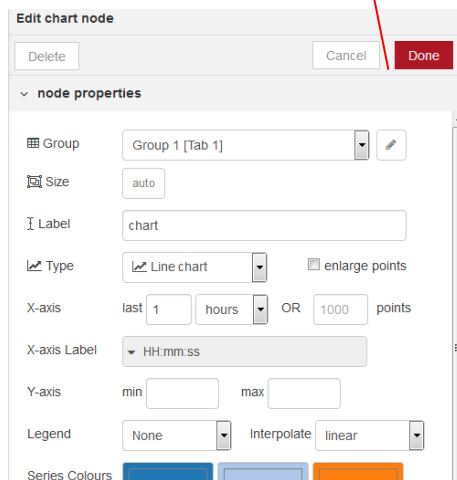 Edit chart node
Delete Cancel Done
node properties
Group Group 1 [Tab 1]
Size auto
Label chart
Type Line chart enlarge points
X-axis last 1 hours OR 1000 points
X-axis Label HH:mm:ss
Y-axis min max
Legend None Interpolate linear
Series Colours